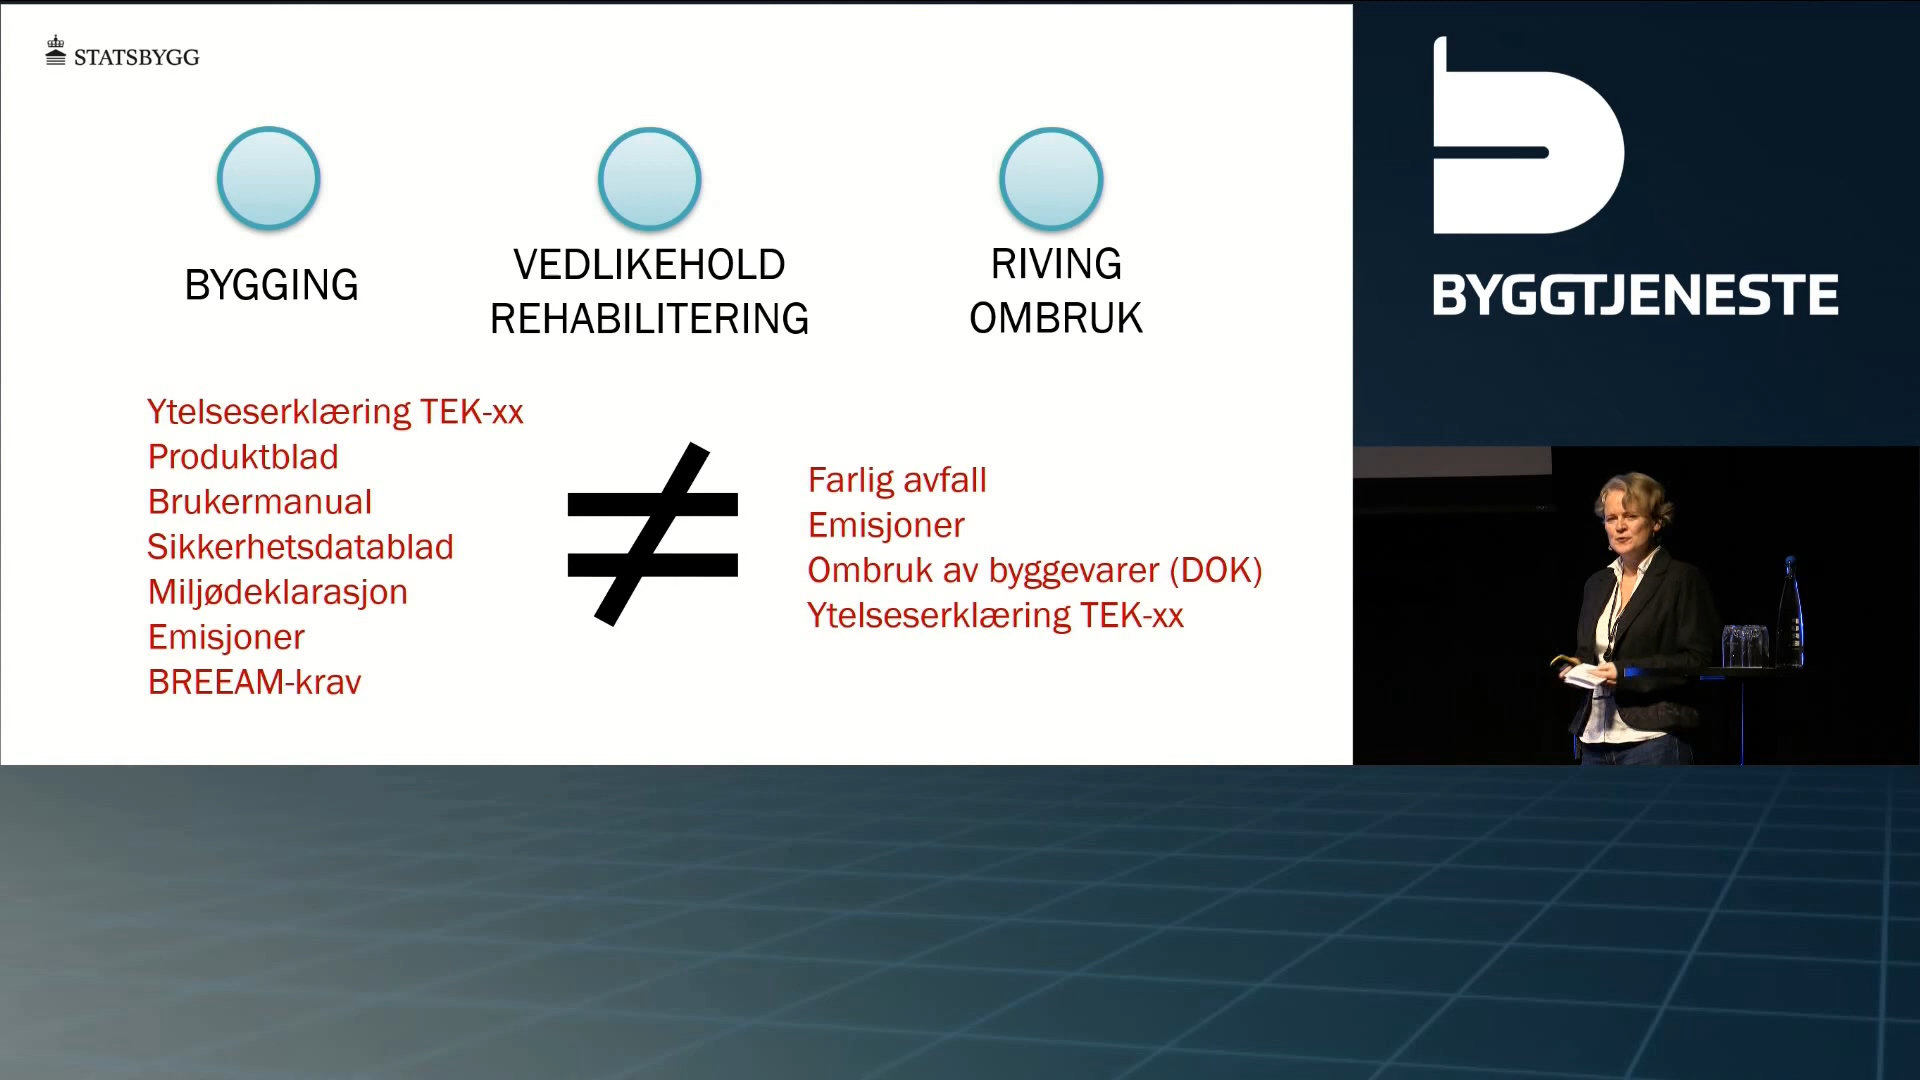 STATSBYGG
BYGGING
VEDLIKEHOLD
REHABILITERING
RIVING
OMBRUK
Ytelseserklæring TEK-xx
Produktblad
Brukermanual
Sikkerhetsdatablad
Miljødeklarasjon
Emisjoner
BREEAM-krav
≠
Farlig avfall
Emisjoner
Ombruk av byggevarer (DOK)
Ytelseserklæring TEK-xx
BYGGTJENESTE